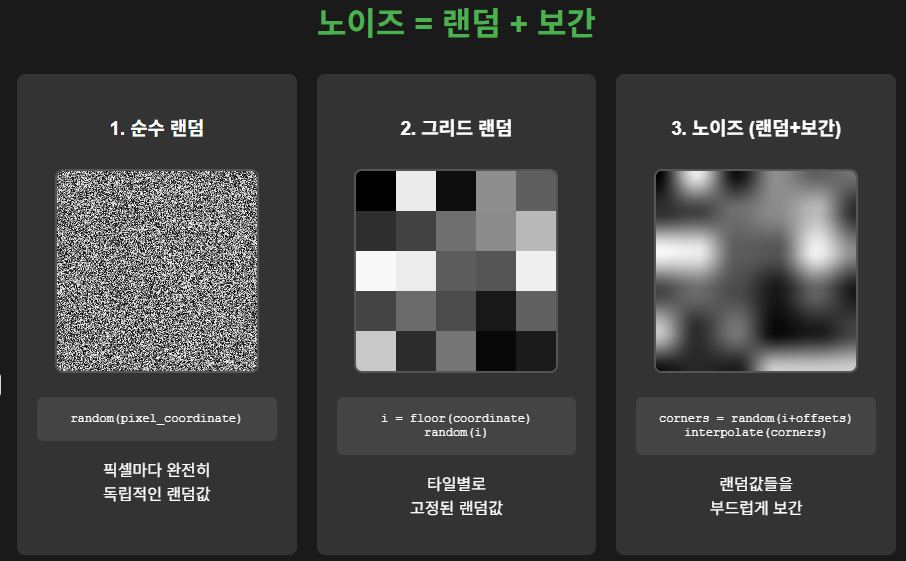 노이즈 = 랜덤 + 보간
1. 순수 랜덤
random(pixel_coordinate)
픽셀마다 완전히
독립적인 랜덤값
2. 그리드 랜덤
i = floor(coordinate)
random(i)
타일별로
고정된 랜덤값
3. 노이즈 (랜덤+보간)
corners = random(i+offsets)
interpolate(corners)
랜덤값들을
부드럽게 보간